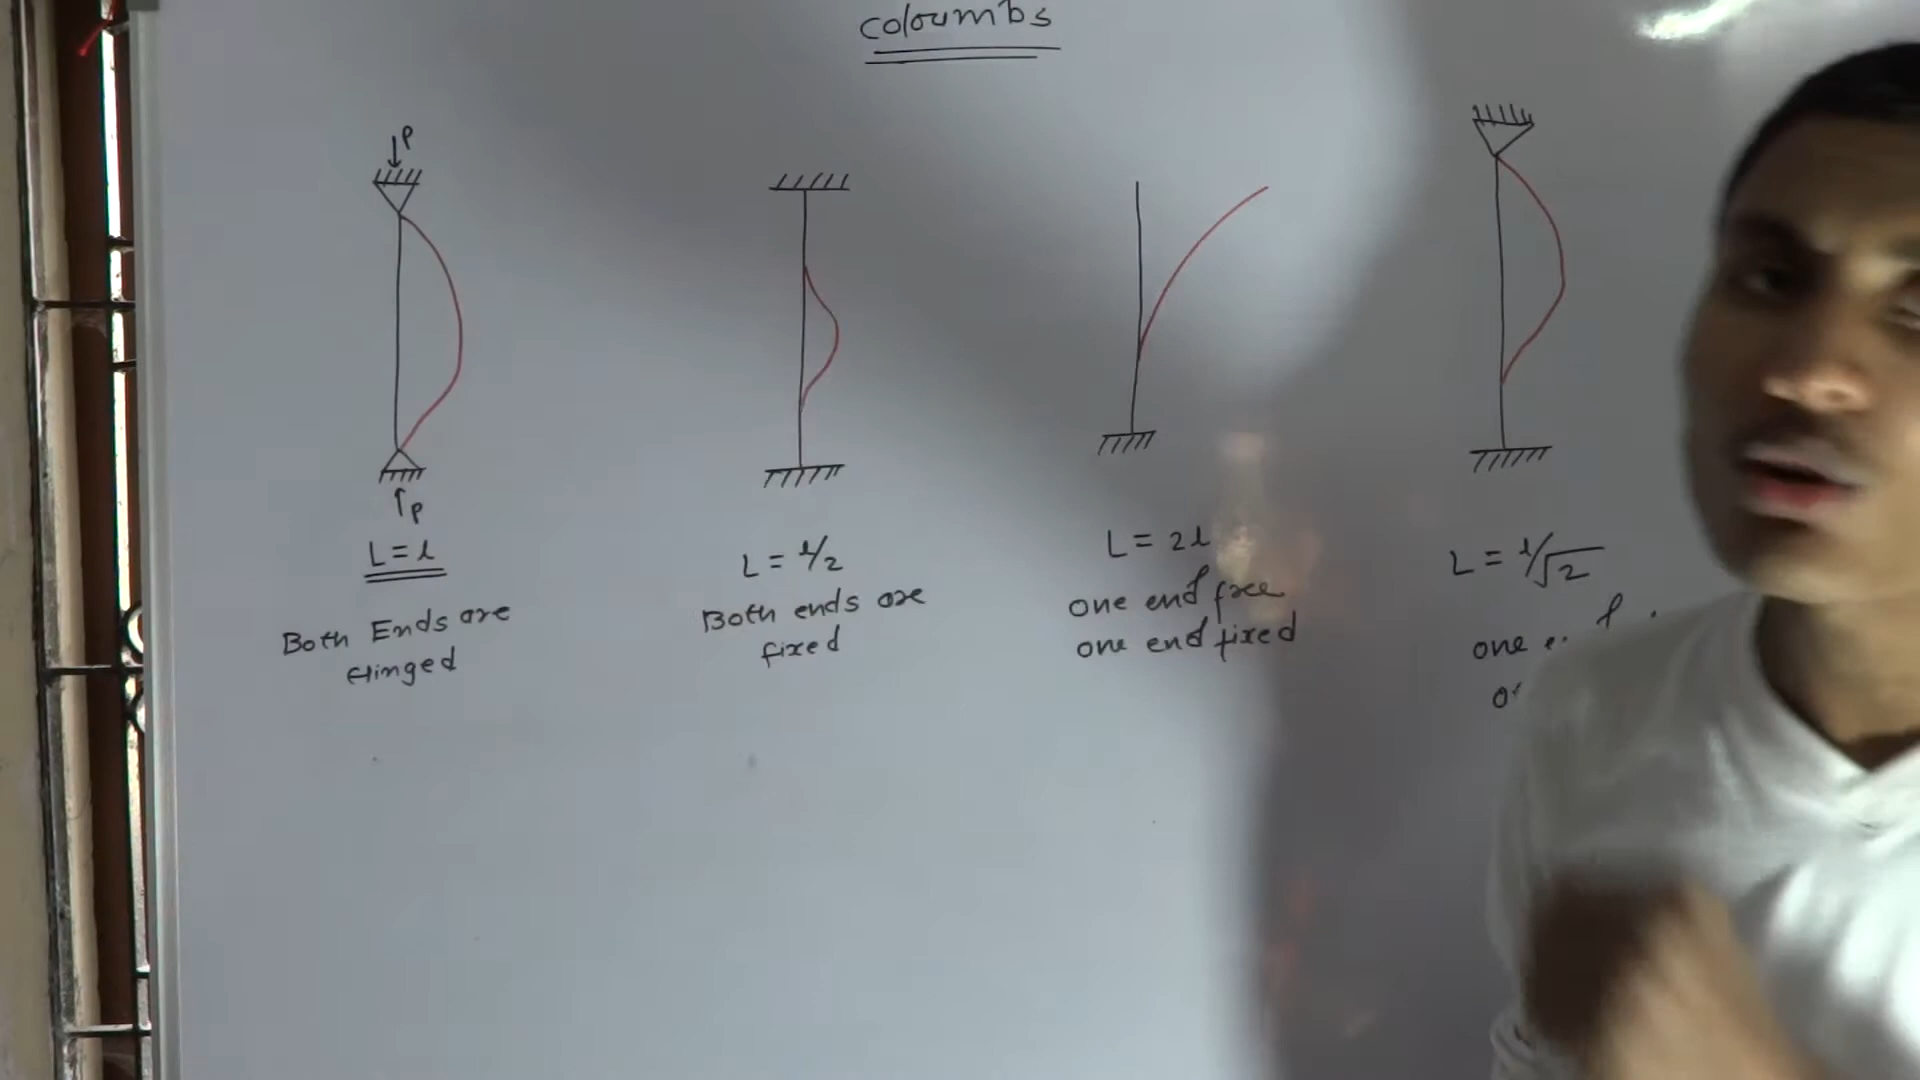 coloumbs
P
P
L = l
Both Ends are
Hinged
L = l/2
Both ends are
fixed
L = 2l
one end free
one end fixed
L = l/√2
one